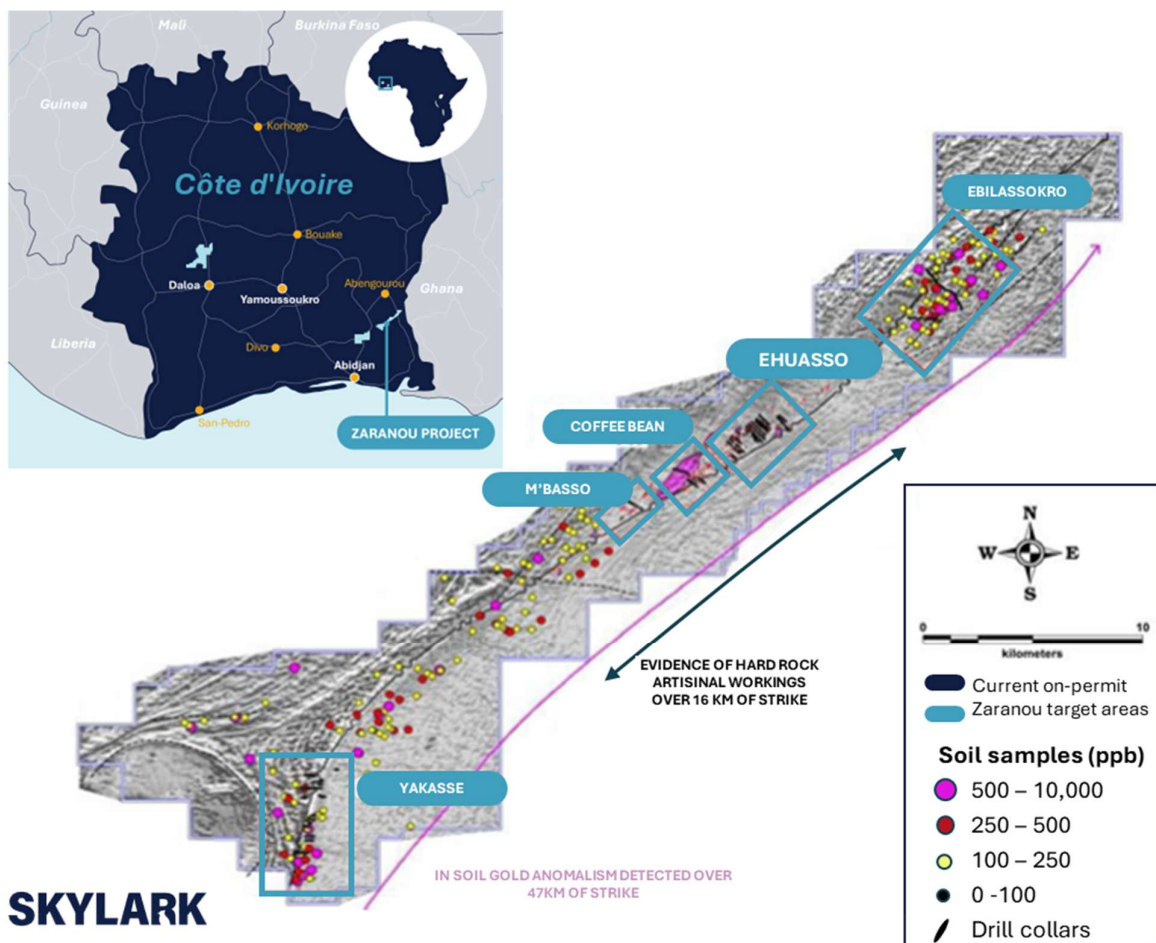 Mali
Burkina Faso
Guinea
Korhogo
Côte d'Ivoire
Bouake
Daloa
Yamoussoukro
Abengourou
Ghana
Liberia
Divo
Abidjan
San-Pedro
ZARANOU PROJECT
EBILASSOKRO
EHUASSO
COFFEE BEAN
M'BASSO
YAKASSE
EVIDENCE OF HARD ROCK
ARTISINAL WORKINGS
OVER 16 KM OF STRIKE
IN SOIL GOLD ANOMALISM DETECTED OVER
47KM OF STRIKE
N
W E
S
0 10
kilometers
Current on-permit
Zaranou target areas
Soil samples (ppb)
500 – 10,000
250 – 500
100 – 250
0 -100
Drill collars
SKYLARK